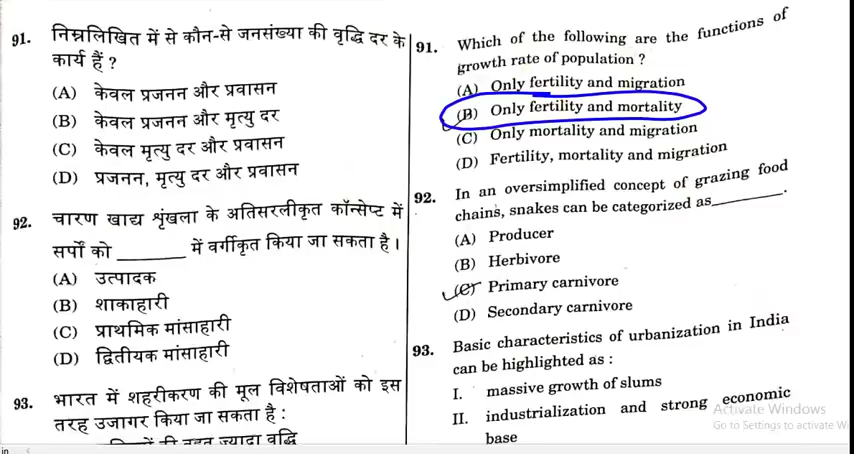 91. निम्नलिखित में से कौन-से जनसंख्या की वृद्धि दर के
कार्य हैं ?
(A) केवल प्रजनन और प्रवासन
(B) केवल प्रजनन और मृत्यु दर
(C) केवल मृत्यु दर और प्रवासन
(D) प्रजनन, मृत्यु दर और प्रवासन
92. चारण खाद्य शृंखला के अतिसरलीकृत कॉन्सेप्ट में
सर्पों को ________ में वर्गीकृत किया जा सकता है ।
(A) उत्पादक
(B) शाकाहारी
(C) प्राथमिक मांसाहारी
(D) द्वितीयक मांसाहारी
93. भारत में शहरीकरण की मूल विशेषताओं को इस
तरह उजागर किया जा सकता है :
91. Which of the following are the functions of
growth rate of population ?
(A) Only fertility and migration
(B) Only fertility and mortality
(C) Only mortality and migration
(D) Fertility, mortality and migration
92. In an oversimplified concept of grazing food
chains, snakes can be categorized as________.
(A) Producer
(B) Herbivore
(C) Primary carnivore
(D) Secondary carnivore
93. Basic characteristics of urbanization in India
can be highlighted as :
I. massive growth of slums
II. industrialization and strong economic
base
Activate Windows
Go to Settings to activate W
in